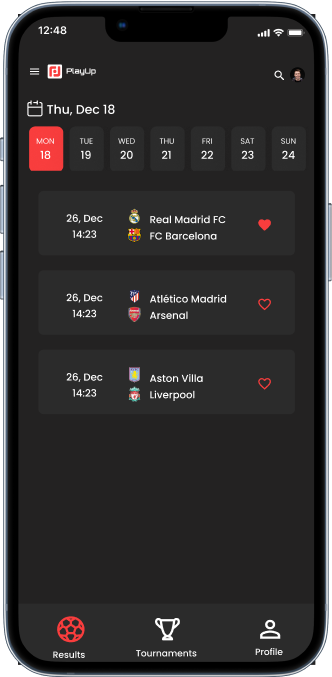 12:48
PlayUp
Thu, Dec 18
MON TUE WED THU FRI SAT SUN
18 19 20 21 22 23 24
26, Dec
14:23
Real Madrid FC
FC Barcelona
26, Dec
14:23
Atlético Madrid
Arsenal
26, Dec
14:23
Aston Villa
Liverpool
Results Tournaments Profile